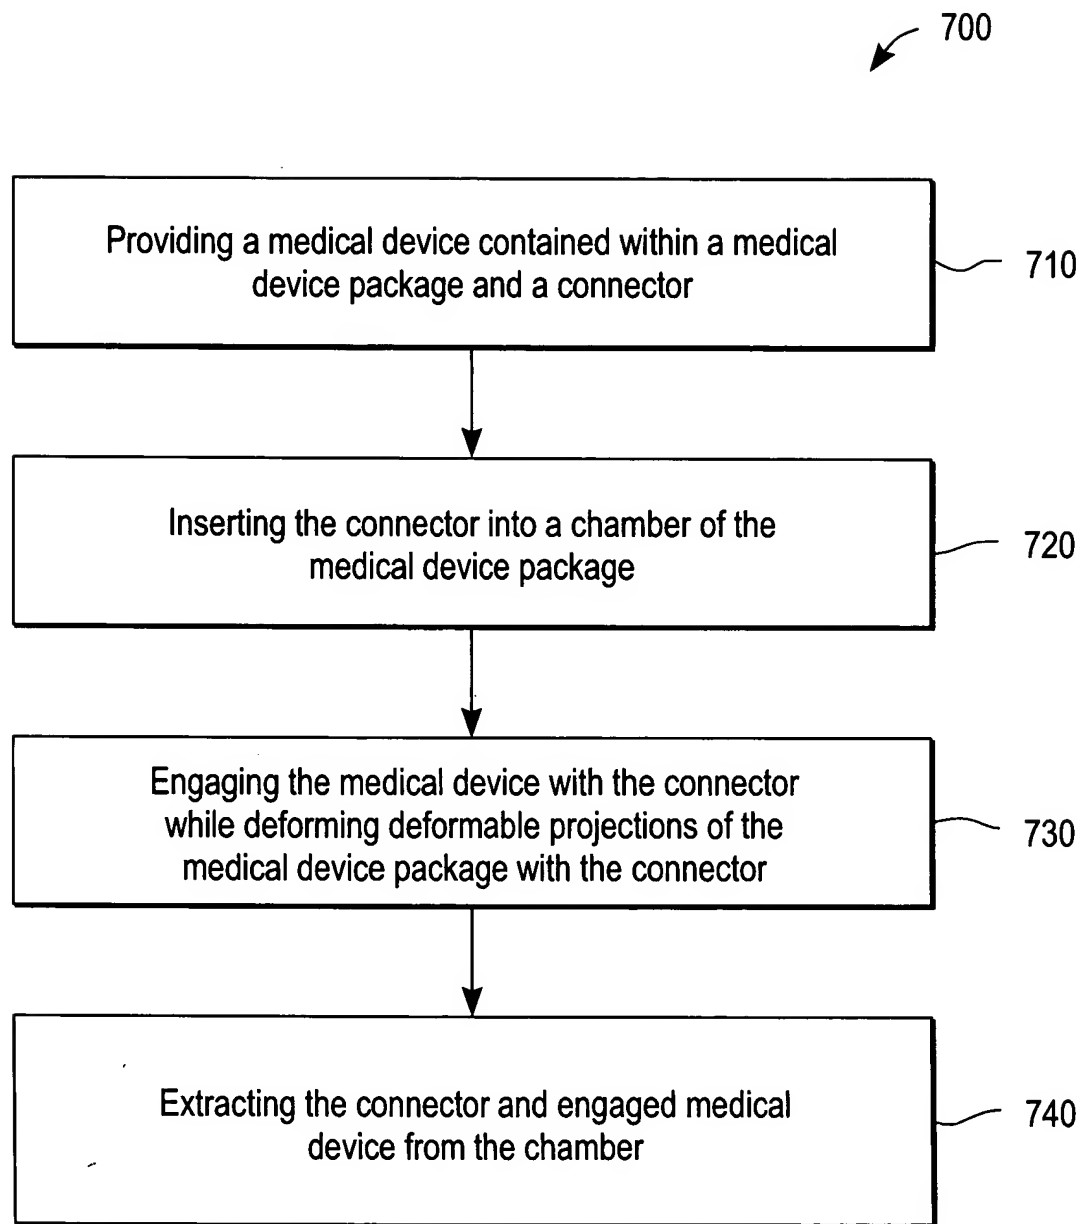 700
Providing a medical device contained within a medical
device package and a connector
710
Inserting the connector into a chamber of the
medical device package
720
Engaging the medical device with the connector
while deforming deformable projections of the
medical device package with the connector
730
Extracting the connector and engaged medical
device from the chamber
740